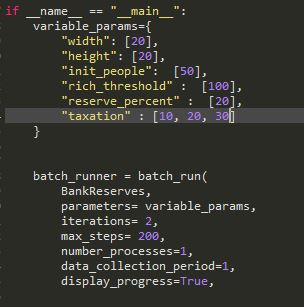 if __name__ == "__main__":
    variable_params={
        "width": [20],
        "height": [20],
        "init_people":  [50],
        "rich_threshold" :  [100],
        "reserve_percent" :  [20],
        "taxation" : [10, 20, 30]
    }
    batch_runner = batch_run(
        BankReserves,
        parameters= variable_params,
        iterations= 2,
        max_steps= 200,
        number_processes=1,
        data_collection_period=1,
        display_progress=True,